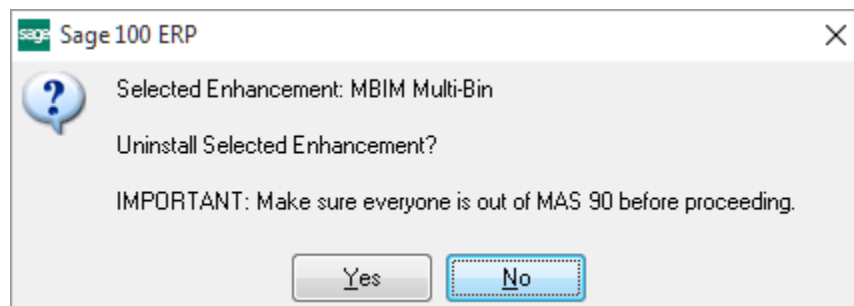 sage Sage 100 ERP
Selected Enhancement: MBIM Multi-Bin
Uninstall Selected Enhancement?
IMPORTANT: Make sure everyone is out of MAS 90 before proceeding.
Yes No